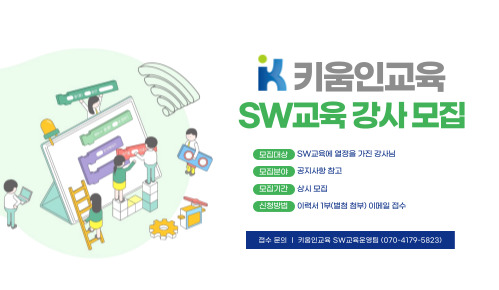 키움인교육
SW교육 강사 모집
모집대상 SW교육에 열정을 가진 강사님
모집분야 공지사항 참고
모집기간 상시 모집
신청방법 이력서 1부(별첨 첨부) 이메일 접수
접수 문의 ㅣ 키움인교육 SW교육운영팀 (070-4179-5823)